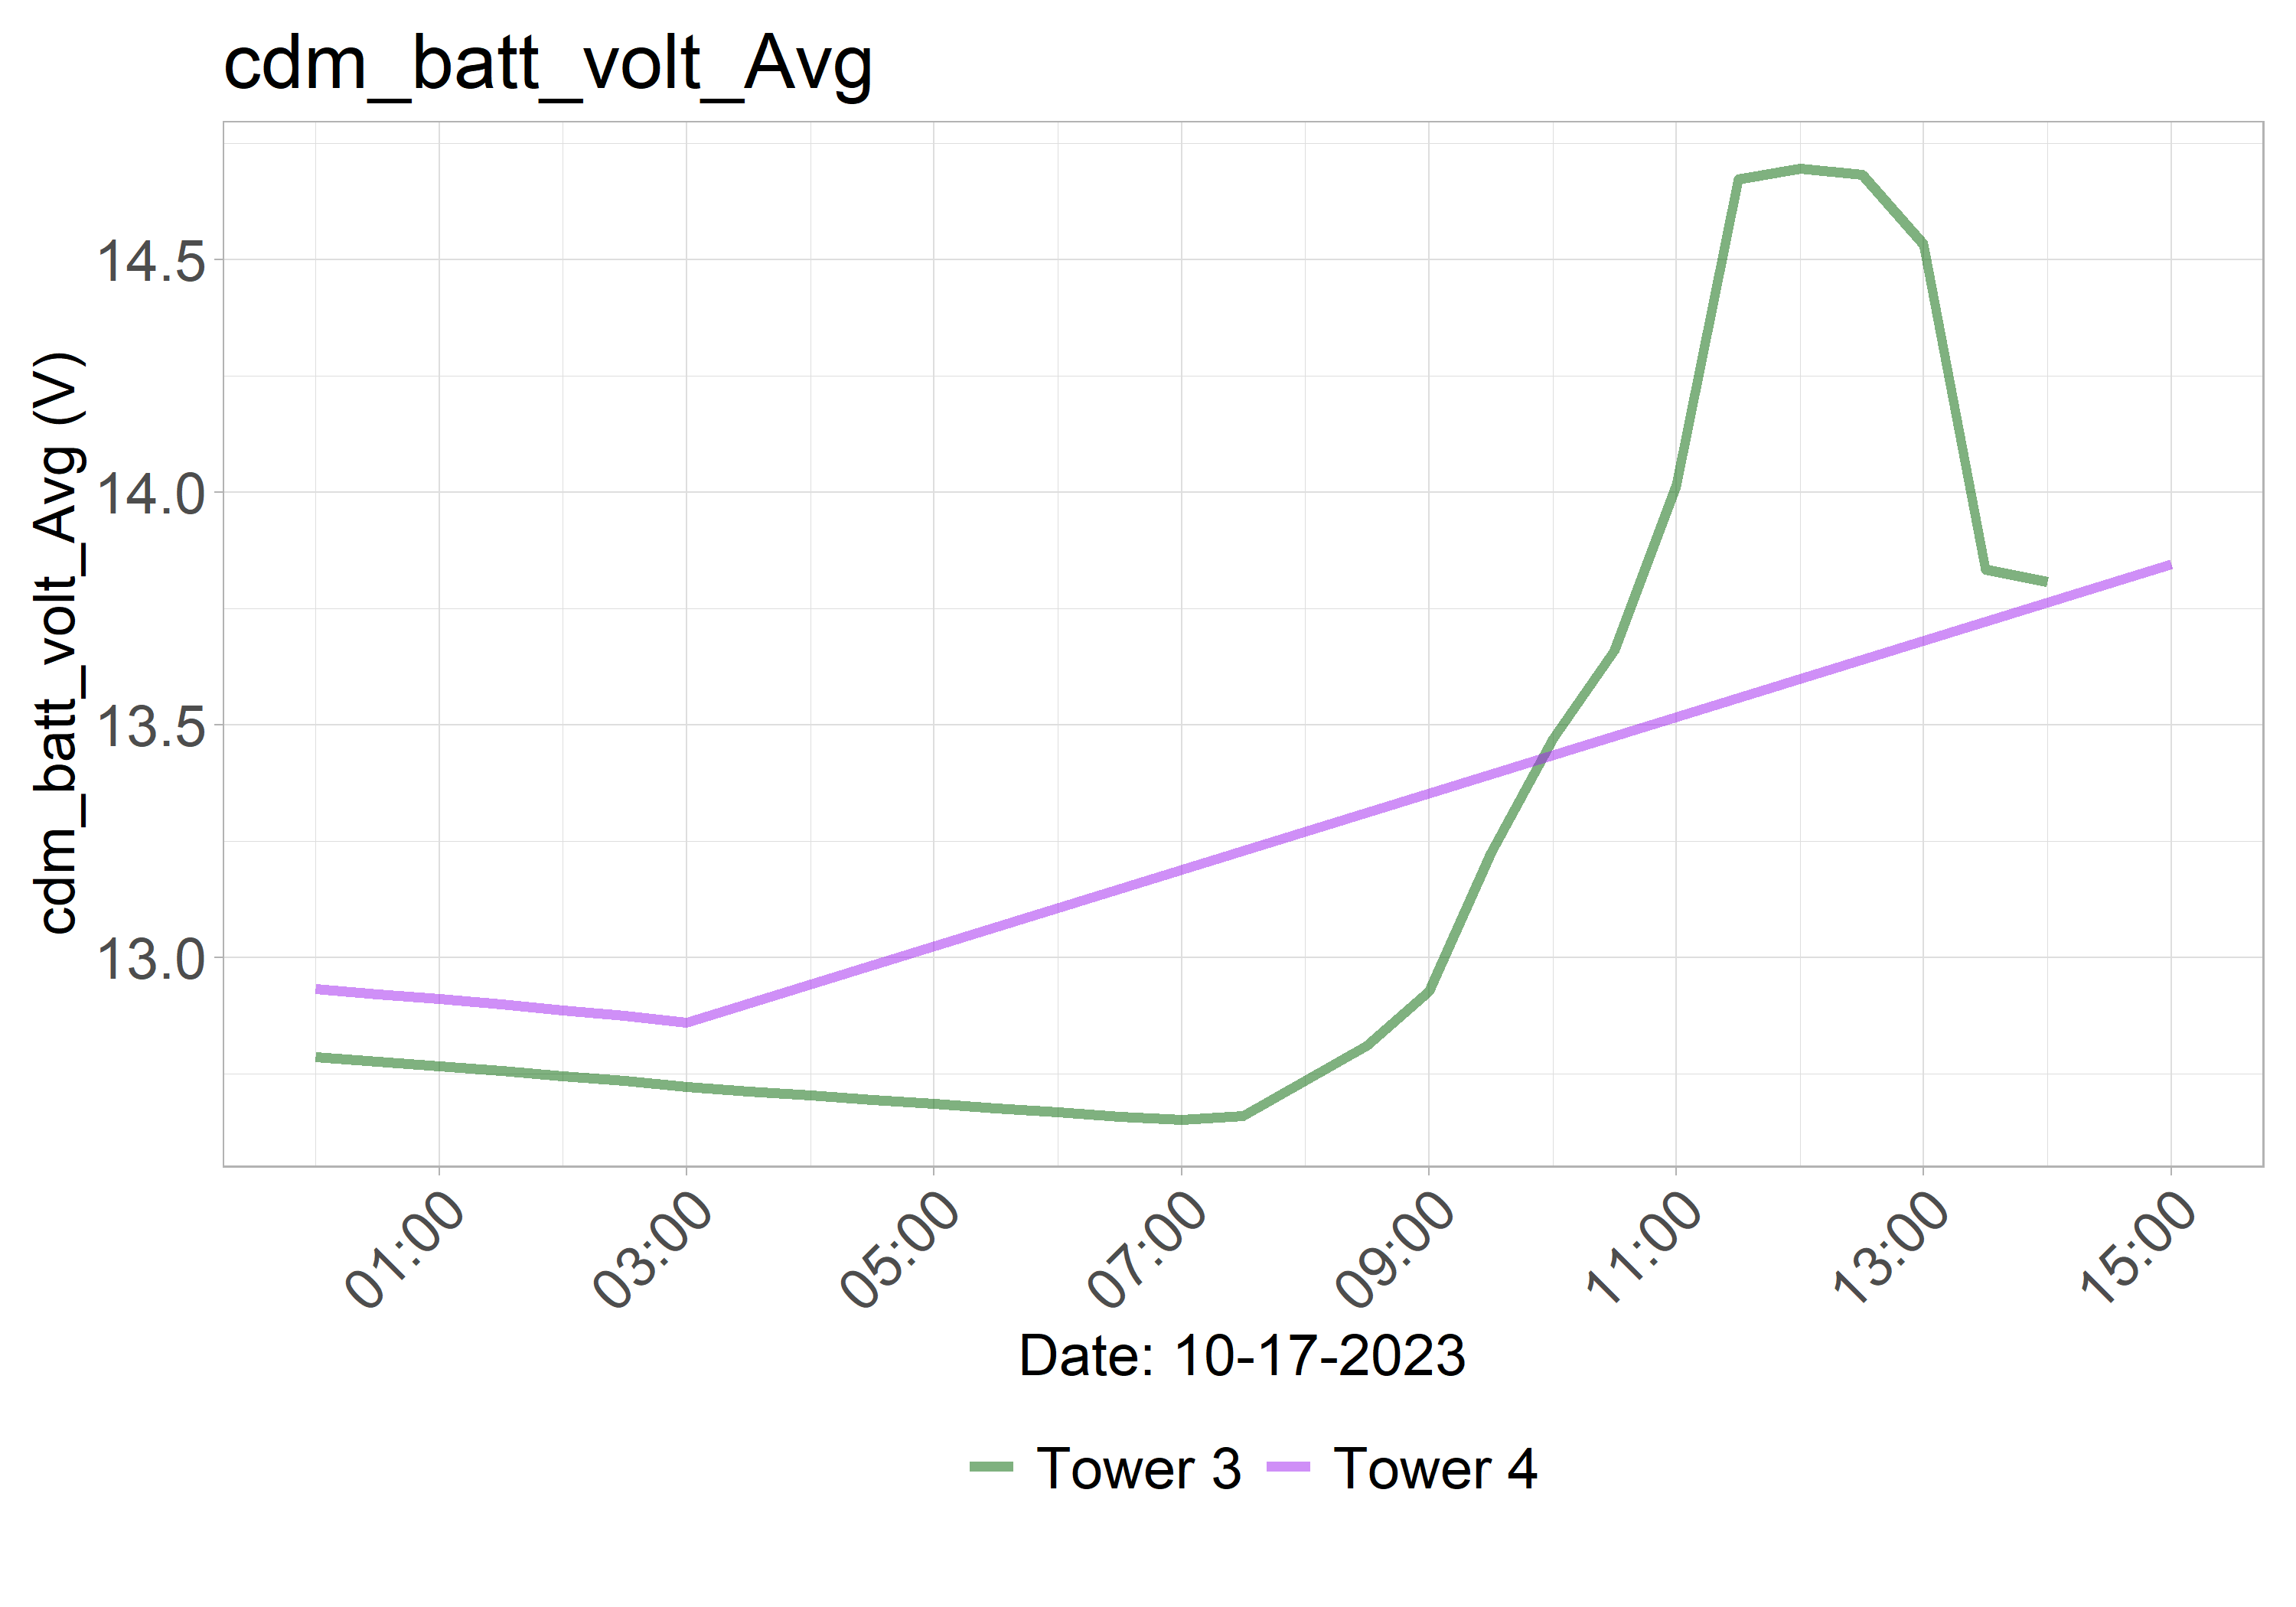 cdm_batt_volt_Avg
cdm_batt_volt_Avg (V)
14.5
14.0
13.5
13.0
01:00 03:00 05:00 07:00 09:00 11:00 13:00 15:00
Date: 10-17-2023
Tower 3 Tower 4